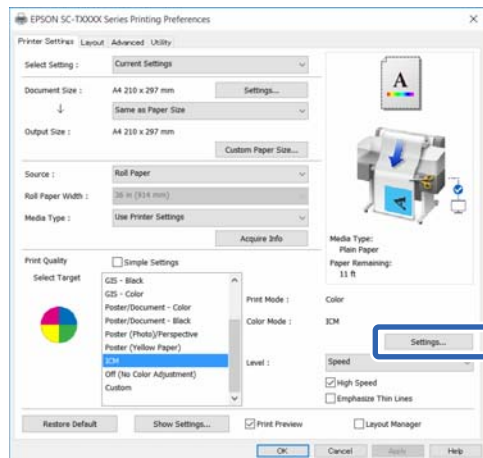 EPSON SC-TXXXX Series Printing Preferences
Printer Settings Layout Advanced Utility
Select Setting : Current Settings
Document Size : A4 210 x 297 mm Settings...
Same as Paper Size
Output Size : A4 210 x 297 mm
Custom Paper Size...
Source : Roll Paper
Roll Paper Width : 36 in (914 mm)
Media Type : Use Printer Settings
Acquire Info
A
A
Media Type:
Plain Paper
Paper Remaining:
11 ft
Print Quality Simple Settings
Select Target
GIS - Black
GIS - Color
Poster/Document - Color
Poster/Document - Black
Poster (Photo)/Perspective
Poster (Yellow Paper)
ICM
Off (No Color Adjustment)
Custom
Print Mode : Color
Color Mode : ICM
Settings...
Level : Speed
High Speed
Emphasize Thin Lines
Restore Default Show Settings... Print Preview Layout Manager
OK Cancel Apply Help